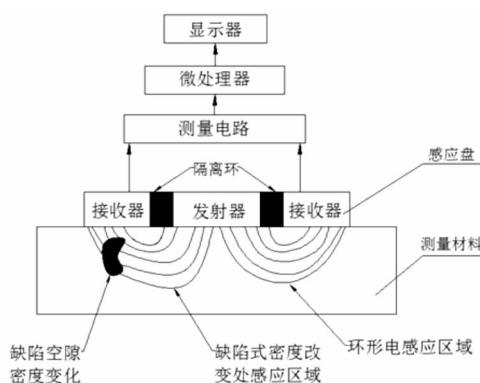 显示器
微处理器
测量电路
隔离环
感应盘
接收器
发射器
接收器
测量材料
缺陷空隙
密度变化
缺陷式密度改
变处感应区域
环形电感应区域